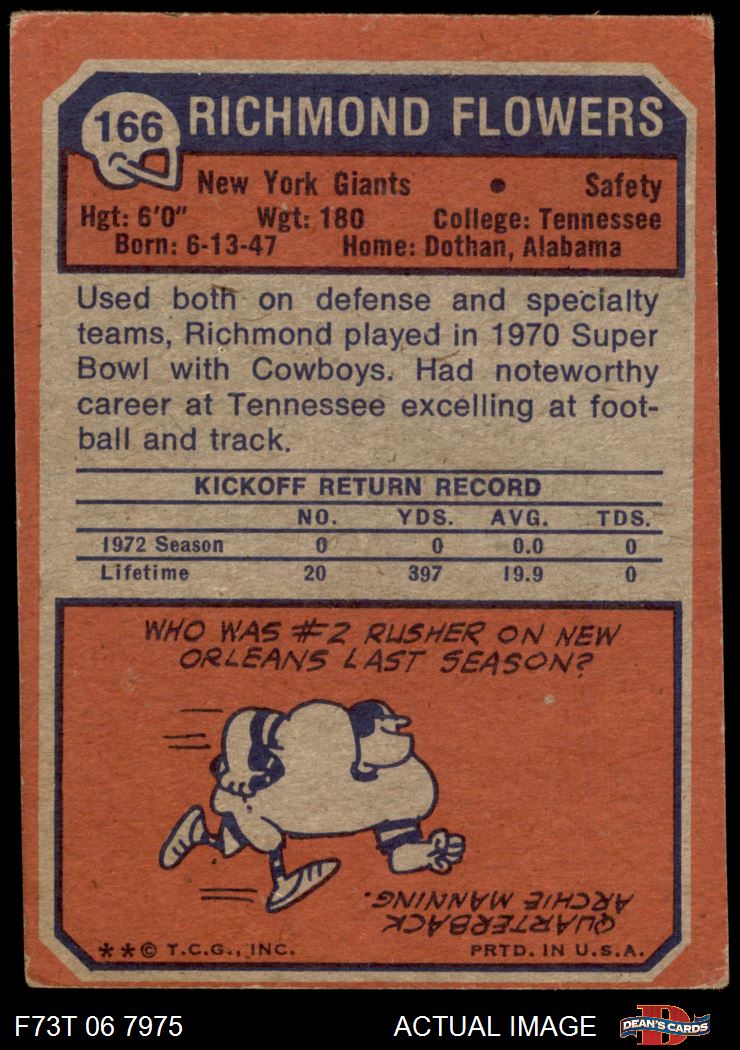 166 RICHMOND FLOWERS
New York Giants • Safety
Hgt: 6'0" Wgt: 180 College: Tennessee
Born: 6-13-47 Home: Dothan, Alabama
Used both on defense and specialty
teams, Richmond played in 1970 Super
Bowl with Cowboys. Had noteworthy
career at Tennessee excelling at foot-
ball and track.
KICKOFF RETURN RECORD
NO. YDS. AVG. TDS.
1972 Season 0 0 0.0 0
Lifetime 20 397 19.9 0
WHO WAS #2 RUSHER ON NEW
ORLEANS LAST SEASON?
QUARTERBACK
ARCHIE MANNING.
**© T.C.G., INC. PRTD. IN U.S.A.
F73T 06 7975 ACTUAL IMAGE D DEAN'S CARDS